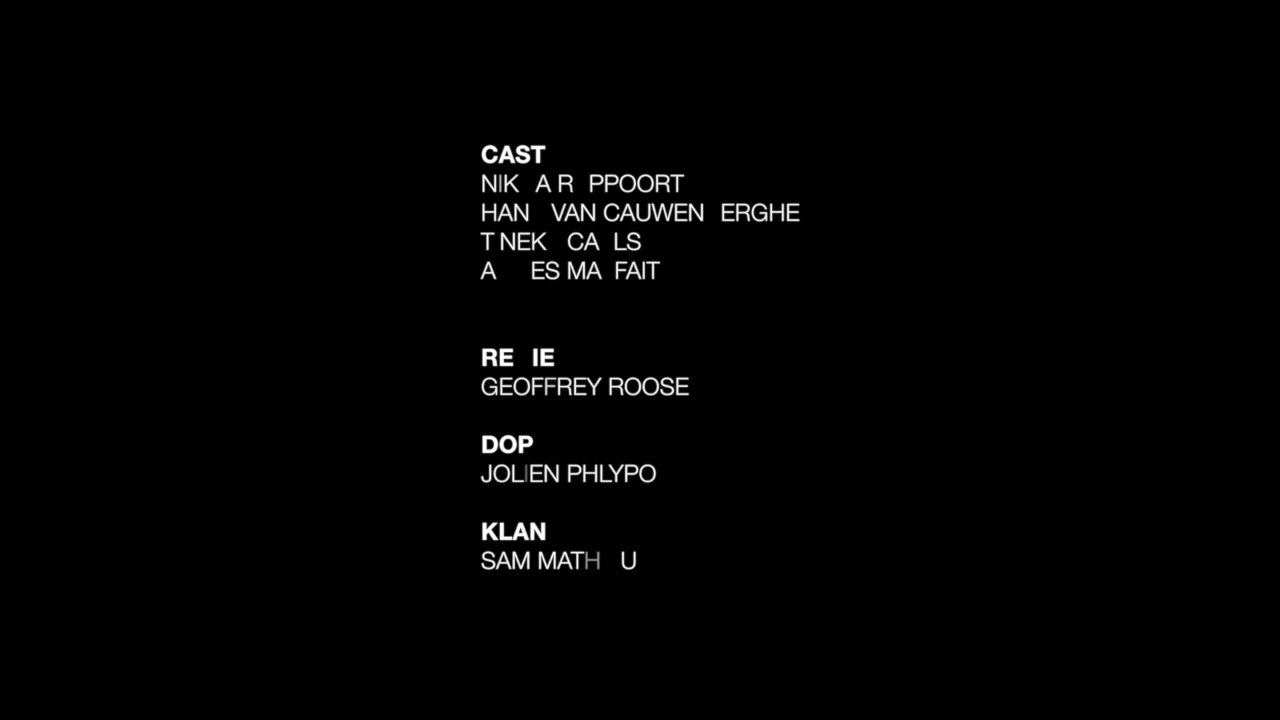 CAST
NIK A R PPOORT
HAN VAN CAUWEN ERGHE
T NEK CA LS
A ES MA FAIT
RE IE
GEOFFREY ROOSE
DOP
JOLIEN PHLYPO
KLAN
SAM MATH U